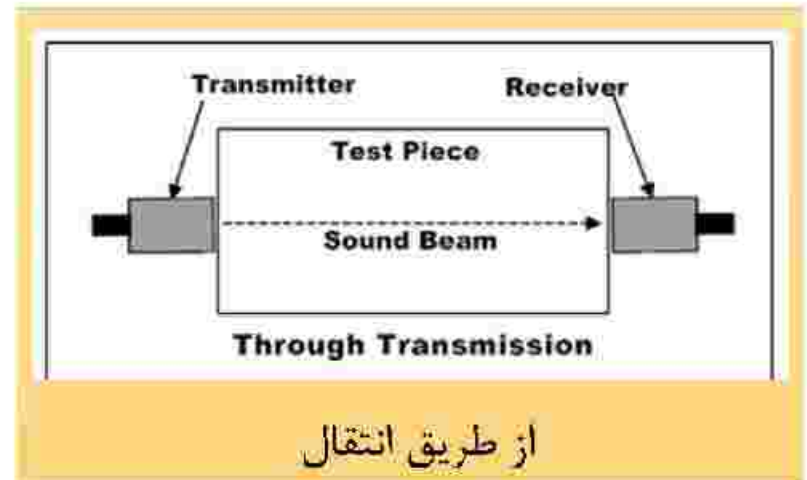 Transmitter
Receiver
Test Piece
Sound Beam
Through Transmission
از طریق انتقال